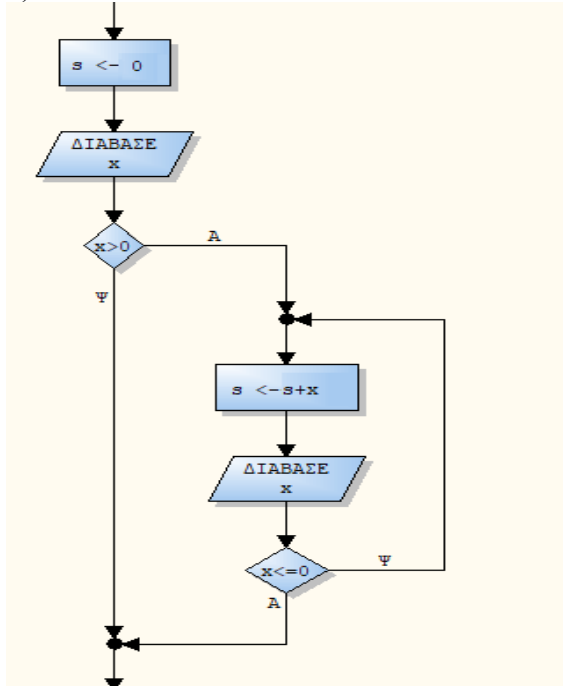 s <- 0
ΔΙΑΒΑΣΕ
x
x>0
Α
Ψ
s <-s+x
ΔΙΑΒΑΣΕ
x
x<=0
Ψ
Α